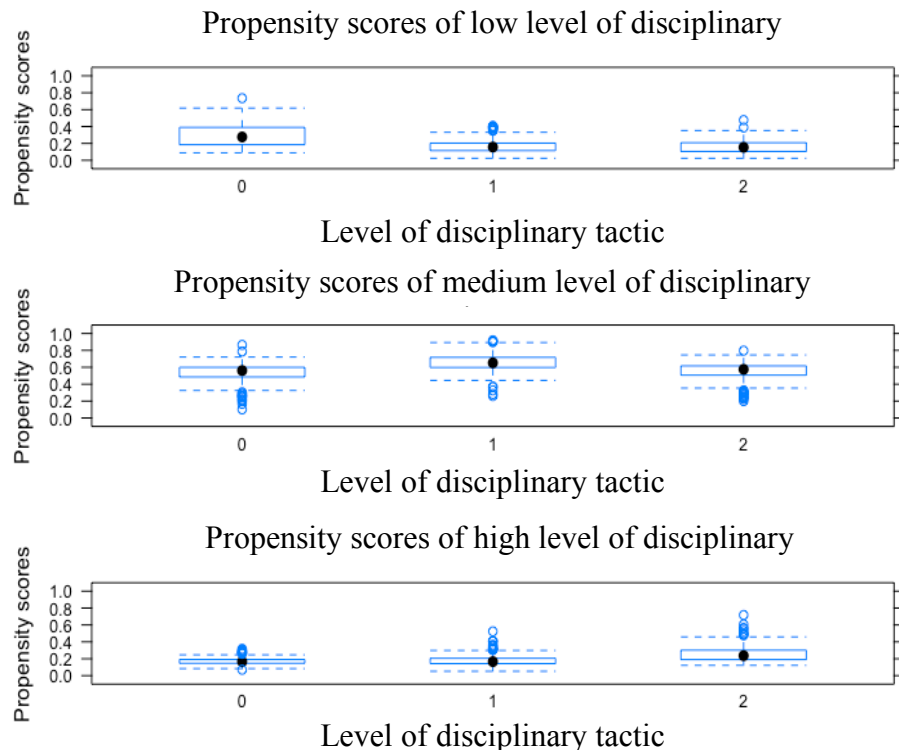 Propensity scores of low level of disciplinary
Propensity scores
1.0
0.8
0.6
0.4
0.2
0.0
0 1 2
Level of disciplinary tactic
Propensity scores of medium level of disciplinary
Propensity scores
1.0
0.8
0.6
0.4
0.2
0.0
0 1 2
Level of disciplinary tactic
Propensity scores of high level of disciplinary
Propensity scores
1.0
0.8
0.6
0.4
0.2
0.0
0 1 2
Level of disciplinary tactic